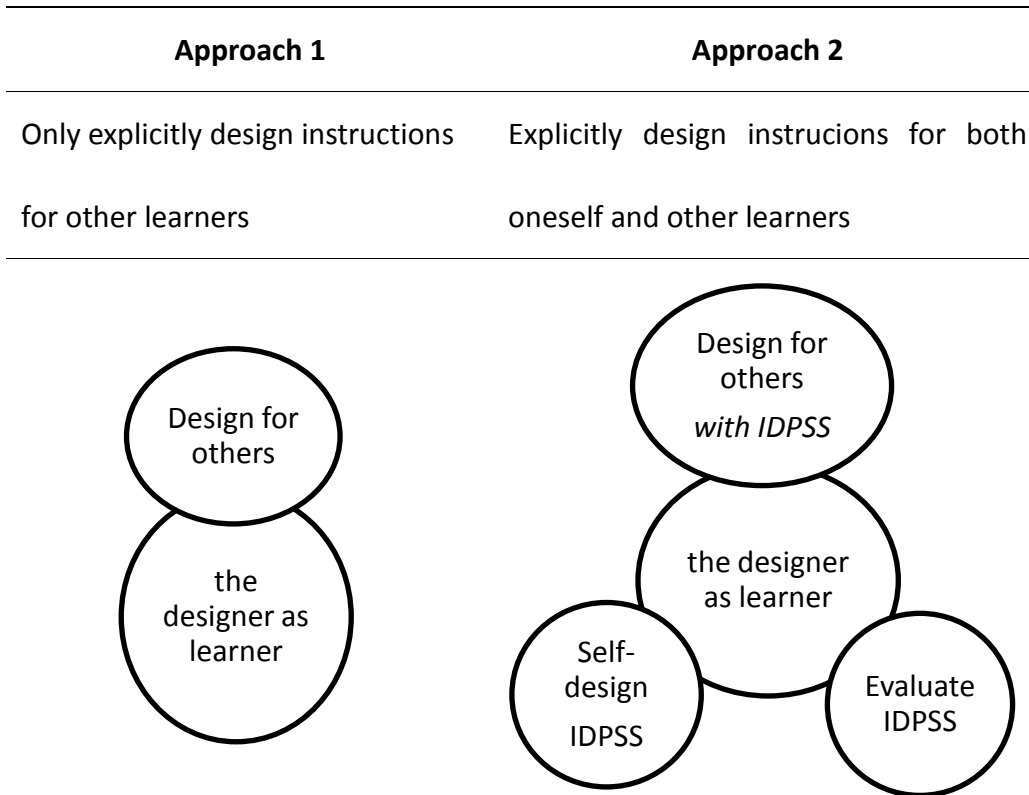 Approach 1
Approach 2
Only explicitly design instructions
for other learners
Explicitly design instrucions for both
oneself and other learners
Design for
others
the
designer as
learner
Design for
others
with IDPSS
the designer
as learner
Self-
design
IDPSS
Evaluate
IDPSS